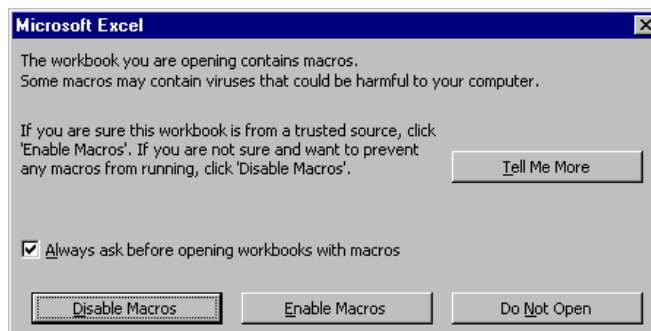 Microsoft Excel
The workbook you are opening contains macros.
Some macros may contain viruses that could be harmful to your computer.
If you are sure this workbook is from a trusted source, click
'Enable Macros'. If you are not sure and want to prevent
any macros from running, click 'Disable Macros'.
Tell Me More
Always ask before opening workbooks with macros
Disable Macros
Enable Macros
Do Not Open